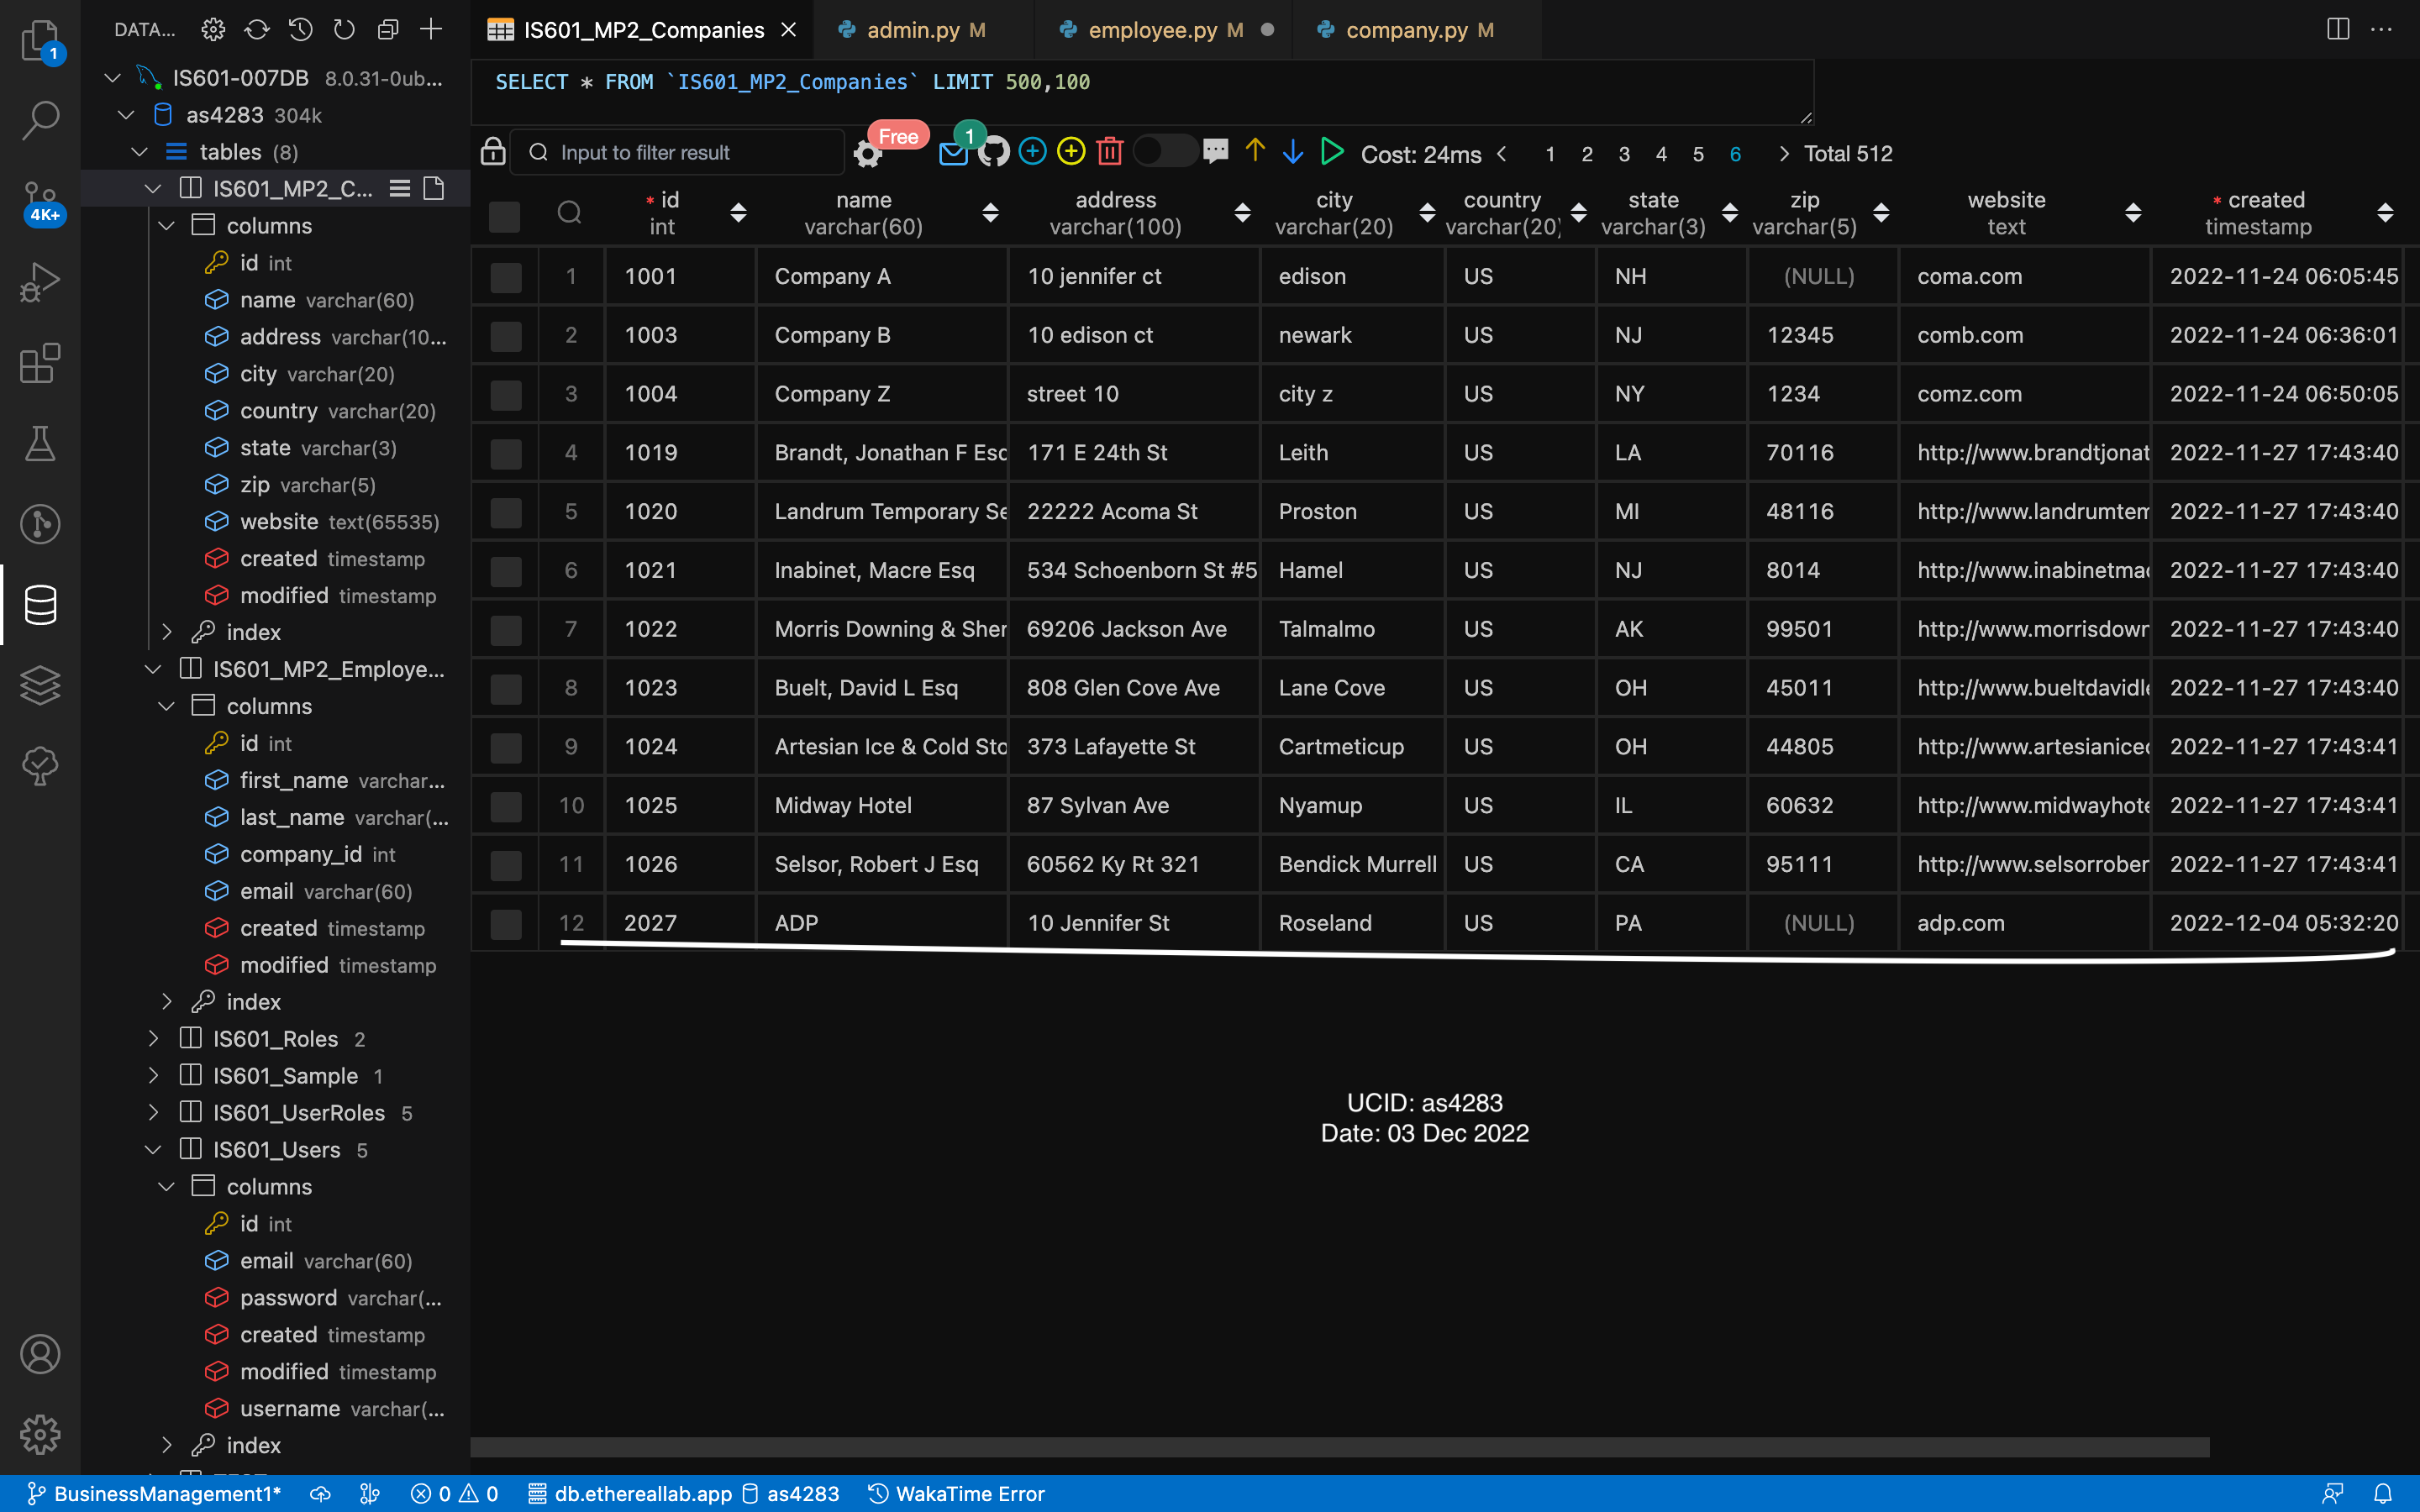 DATA...
IS601_MP2_Companies
admin.py M
employee.py M
company.py M
1
IS601-007DB 8.0.31-0ub...
SELECT * FROM `IS601_MP2_Companies` LIMIT 500,100
as4283 304k
tables (8)
Input to filter result
Free
1
Cost: 24ms
1 2 3 4 5 6
Total 512
IS601_MP2_C...
4K+
* id name address city country state zip website * created
int varchar(60) varchar(100) varchar(20) varchar(20) varchar(3) varchar(5) text timestamp
1 1001 Company A 10 jennifer ct edison US NH (NULL) coma.com 2022-11-24 06:05:45
2 1003 Company B 10 edison ct newark US NJ 12345 comb.com 2022-11-24 06:36:01
3 1004 Company Z street 10 city z US NY 1234 comz.com 2022-11-24 06:50:05
4 1019 Brandt, Jonathan F Esq 171 E 24th St Leith US LA 70116 http://www.brandtjonat 2022-11-27 17:43:40
5 1020 Landrum Temporary Se 22222 Acoma St Proston US MI 48116 http://www.landrumtem 2022-11-27 17:43:40
6 1021 Inabinet, Macre Esq 534 Schoenborn St #5 Hamel US NJ 8014 http://www.inabinetmac 2022-11-27 17:43:40
7 1022 Morris Downing & Sher 69206 Jackson Ave Talmalmo US AK 99501 http://www.morrisdown 2022-11-27 17:43:40
8 1023 Buelt, David L Esq 808 Glen Cove Ave Lane Cove US OH 45011 http://www.bueltdavidle 2022-11-27 17:43:40
9 1024 Artesian Ice & Cold Sto 373 Lafayette St Cartmeticup US OH 44805 http://www.artesianicec 2022-11-27 17:43:41
10 1025 Midway Hotel 87 Sylvan Ave Nyamup US IL 60632 http://www.midwayhote 2022-11-27 17:43:41
11 1026 Selsor, Robert J Esq 60562 Ky Rt 321 Bendick Murrell US CA 95111 http://www.selsorrober 2022-11-27 17:43:41
12 2027 ADP 10 Jennifer St Roseland US PA (NULL) adp.com 2022-12-04 05:32:20
columns
id int
name varchar(60)
address varchar(10...
city varchar(20)
country varchar(20)
state varchar(3)
zip varchar(5)
website text(65535)
created timestamp
modified timestamp
index
IS601_MP2_Employe...
columns
id int
first_name varchar...
last_name varchar(...
company_id int
email varchar(60)
created timestamp
modified timestamp
index
IS601_Roles 2
IS601_Sample 1
IS601_UserRoles 5
IS601_Users 5
columns
id int
email varchar(60)
password varchar(...
created timestamp
modified timestamp
username varchar(...
index
UCID: as4283
Date: 03 Dec 2022
BusinessManagement1*
0 0
db.ethereallab.app
as4283
WakaTime Error